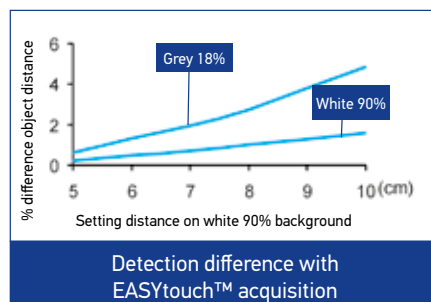 % difference object distance
6
4
2
0
Grey 18%
White 90%
5 6 7 8 9 10 (cm)
Setting distance on white 90% background
Detection difference with
EASYtouch™ acquisition